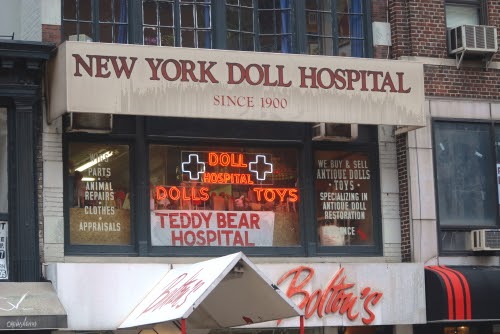 NEW YORK DOLL HOSPITAL
SINCE 1900
PARTS
ANIMAL
REPAIRS
CLOTHES
APPRAISALS
DOLL
HOSPITAL
DOLLS TOYS
TEDDY BEAR
HOSPITAL
WE BUY & SELL
ANTIQUE DOLLS
TOYS
SPECIALIZING
IN ANTIQUE DOLL
RESTORATION
SINCE
Bolton's
Bolton's